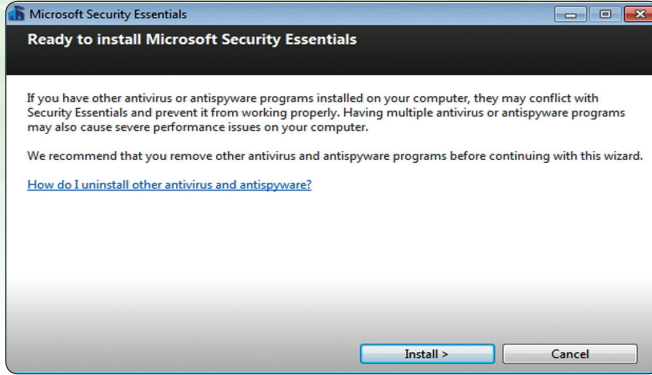 Microsoft Security Essentials
Ready to install Microsoft Security Essentials
If you have other antivirus or antispyware programs installed on your computer, they may conflict with
Security Essentials and prevent it from working properly. Having multiple antivirus or antispyware programs
may also cause severe performance issues on your computer.
We recommend that you remove other antivirus and antispyware programs before continuing with this wizard.
How do I uninstall other antivirus and antispyware?
Install > Cancel